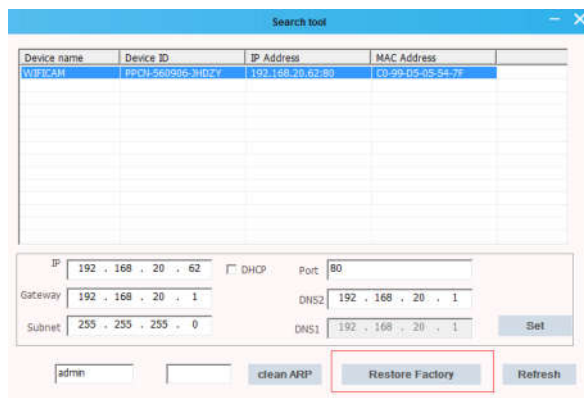 Search tool
Device name Device ID IP Address MAC Address
WIFICAM PPCN-560906-JHDZY 192.168.20.62:80 C0-99-D5-05-54-7F
IP 192 . 168 . 20 . 62 DHCP Port 80
Gateway 192 . 168 . 20 . 1 DNS2 192 . 168 . 20 . 1
Subnet 255 . 255 . 255 . 0 DNS1 192 . 168 . 20 . 1 Set
admin clean ARP Restore Factory Refresh